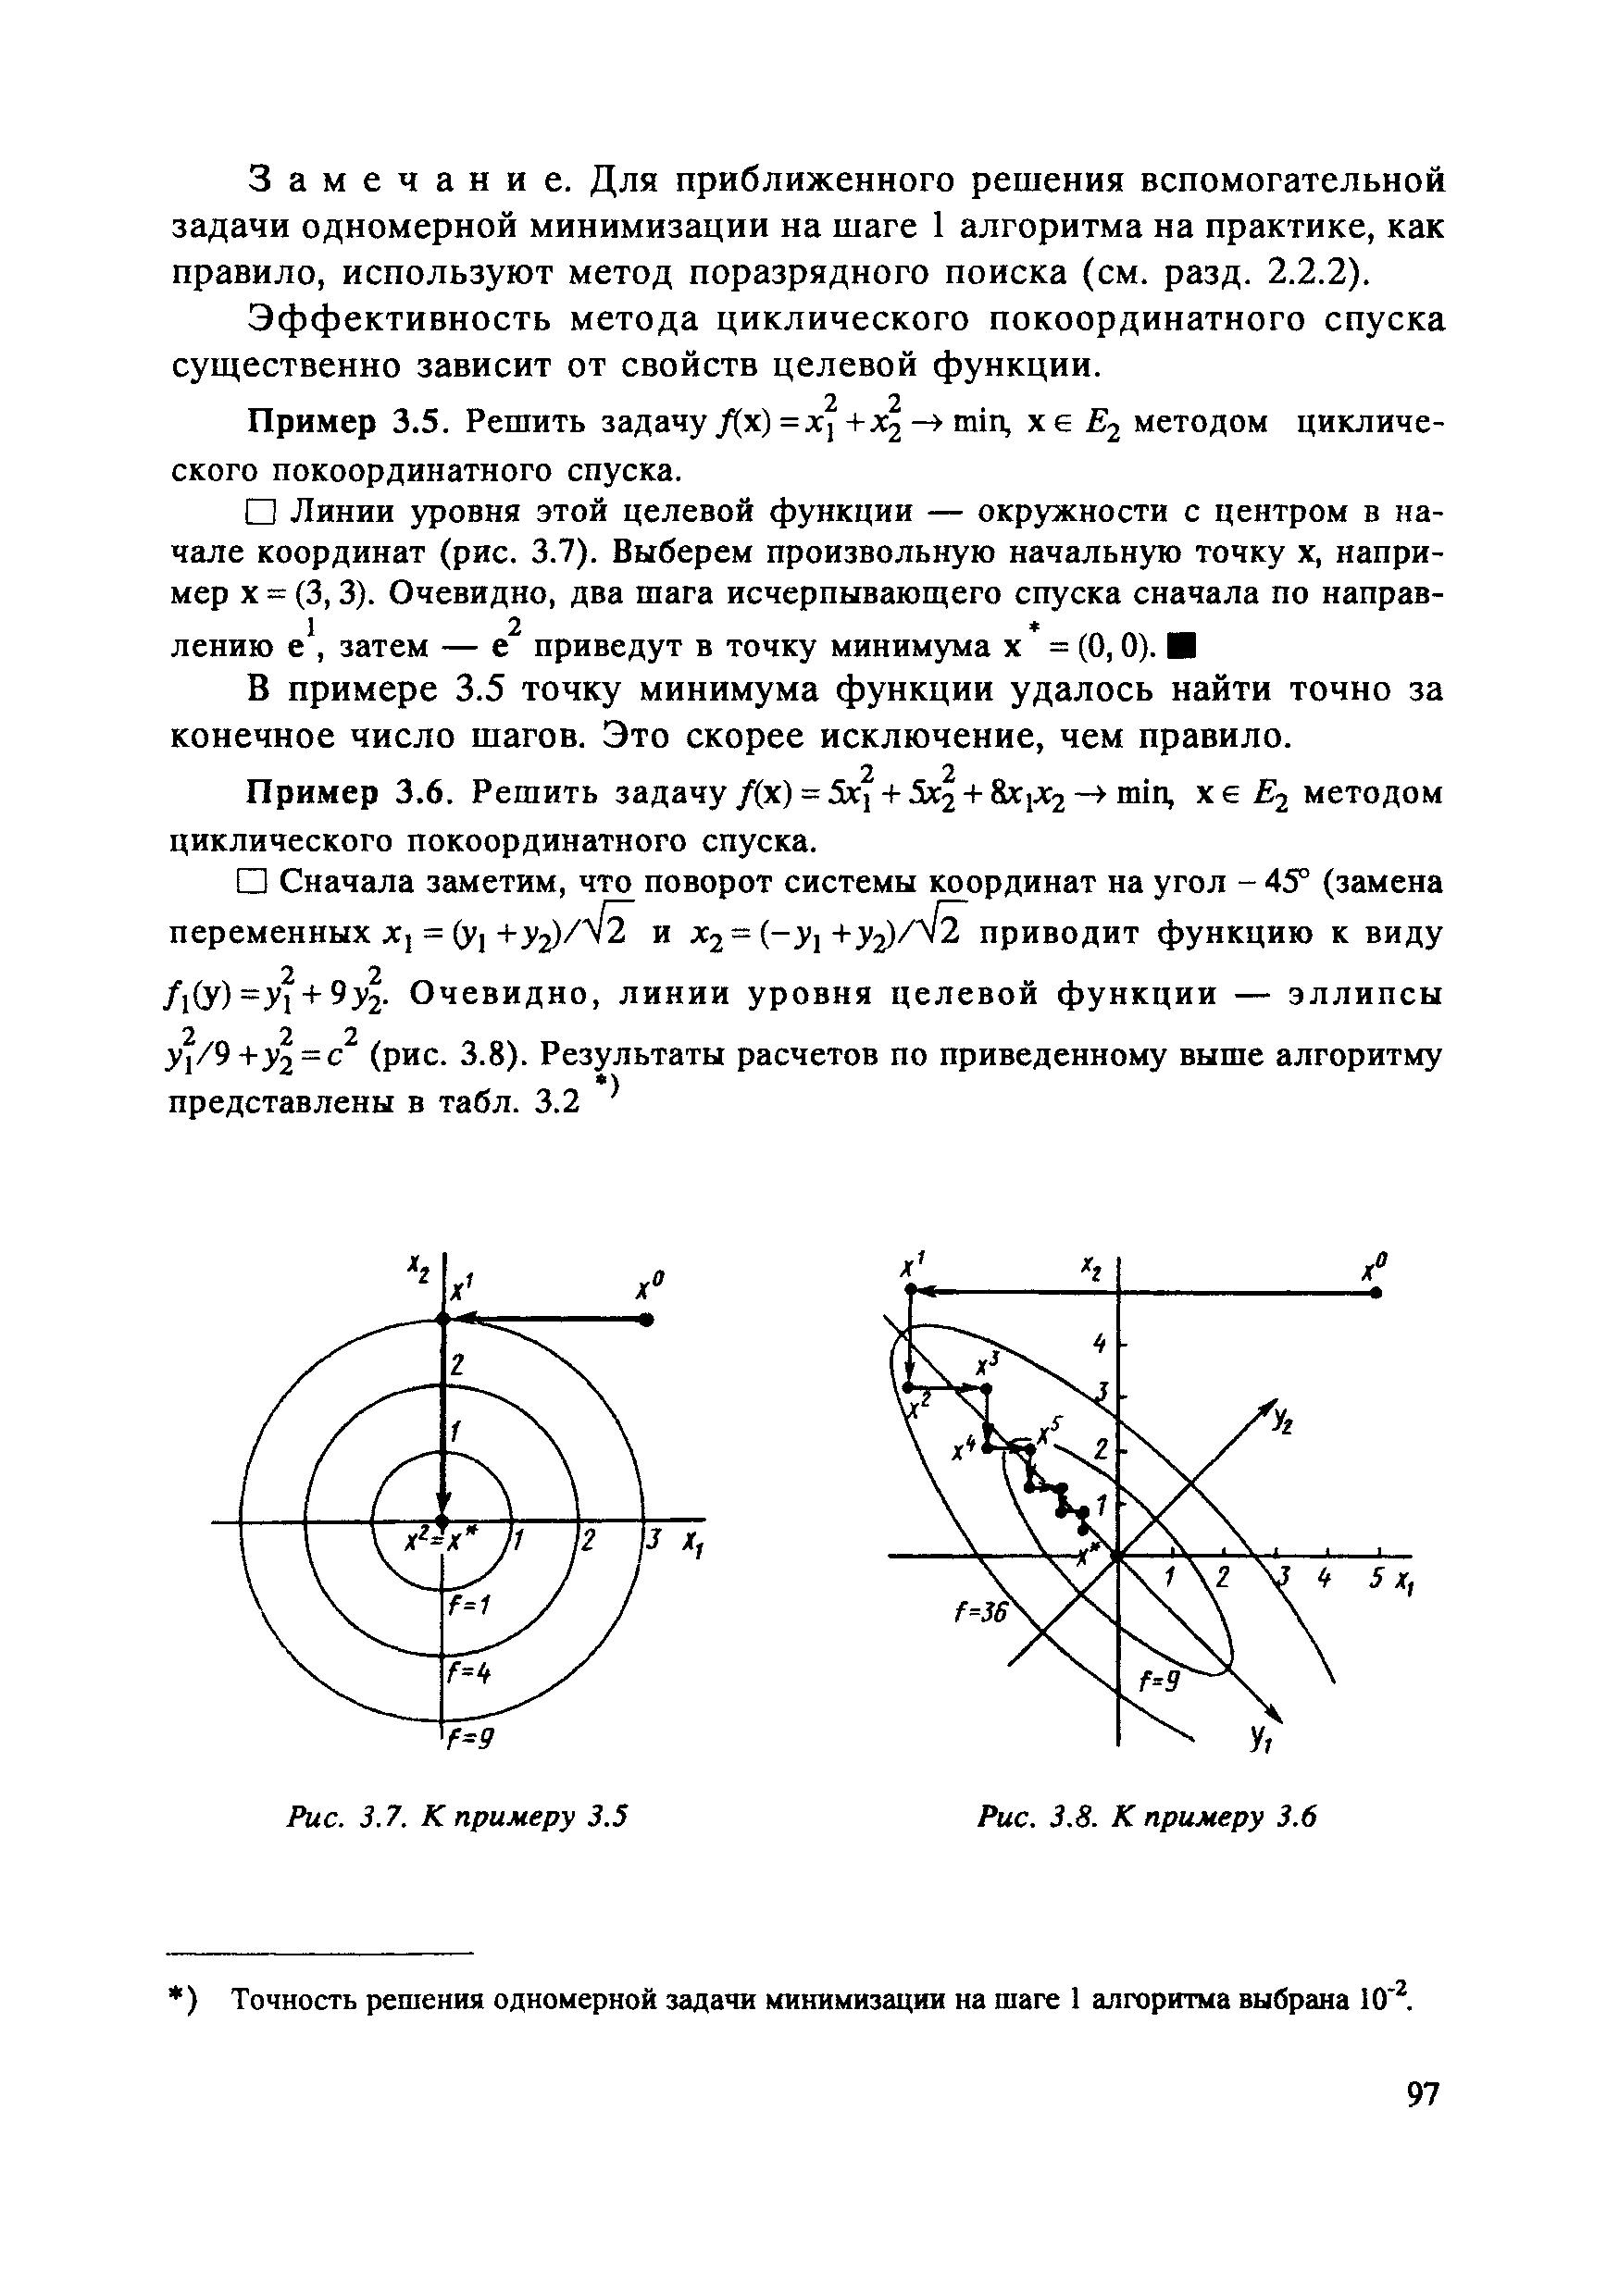 З а м е ч а н и е. Для приближенного решения вспомогательной
задачи одномерной минимизации на шаге 1 алгоритма на практике, как
правило, используют метод поразрядного поиска (см. разд. 2.2.2).
Эффективность метода циклического покоординатного спуска
существенно зависит от свойств целевой функции.
Пример 3.5. Решить задачу f(x) = x₁² + x₂² → min, x ∈ E₂ методом цикличе-
ского покоординатного спуска.
□ Линии уровня этой целевой функции — окружности с центром в на-
чале координат (рис. 3.7). Выберем произвольную начальную точку x, напри-
мер x = (3, 3). Очевидно, два шага исчерпывающего спуска сначала по направ-
лению e¹, затем — e² приведут в точку минимума x* = (0, 0). ■
В примере 3.5 точку минимума функции удалось найти точно за
конечное число шагов. Это скорее исключение, чем правило.
Пример 3.6. Решить задачу f(x) = 5x₁² + 5x₂² + 8x₁x₂ → min, x ∈ E₂ методом
циклического покоординатного спуска.
□ Сначала заметим, что поворот системы координат на угол − 45° (замена
переменных x₁ = (y₁ + y₂)/√2 и x₂ = (−y₁ + y₂)/√2 приводит функцию к виду
f₁(y) = y₁² + 9y₂². Очевидно, линии уровня целевой функции — эллипсы
y₁²/9 + y₂² = c² (рис. 3.8). Результаты расчетов по приведенному выше алгоритму
представлены в табл. 3.2 *)
x₂ x¹ x⁰
2
1
x²=x* 1 2 3 x₁
f=1
f=4
f=9
Рис. 3.7. К примеру 3.5
x¹ x₂ x⁰
4
x³
3
x² y₂
x⁴ x⁵ 2
1
x* 1 2 3 4 5 x₁
f=36
f=9
y₁
Рис. 3.8. К примеру 3.6
*) Точность решения одномерной задачи минимизации на шаге 1 алгоритма выбрана 10⁻².
97